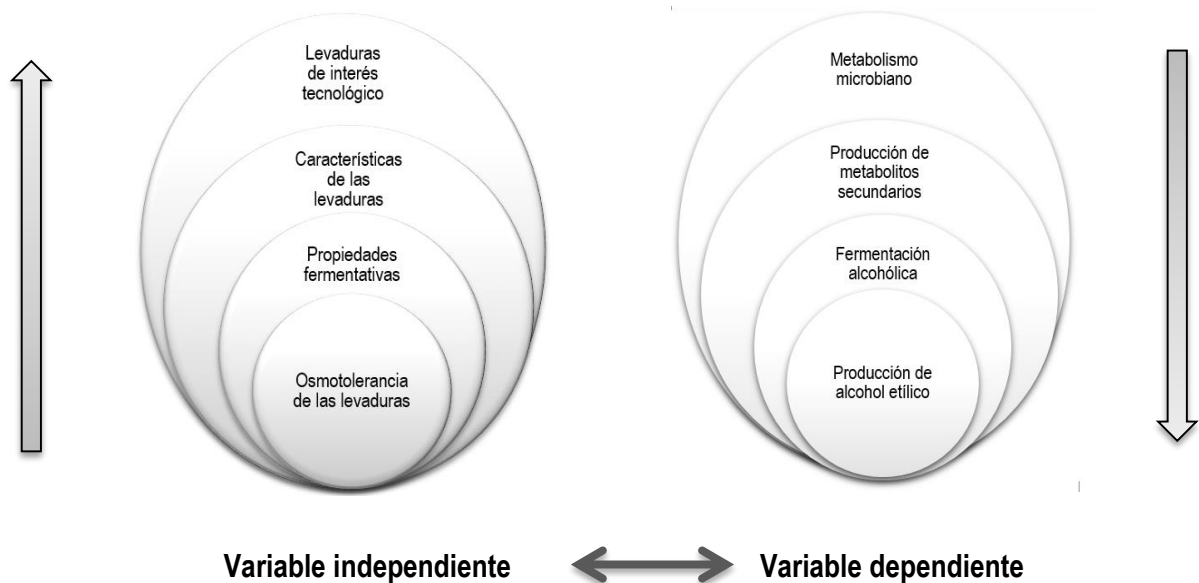 Levaduras
de interés
tecnológico
Características
de las
levaduras
Propiedades
fermentativas
Osmotolerancia
de las levaduras
Metabolismo
microbiano
Producción de
metabolitos
secundarios
Fermentación
alcohólica
Producción de
alcohol etílico
Variable independiente
Variable dependiente